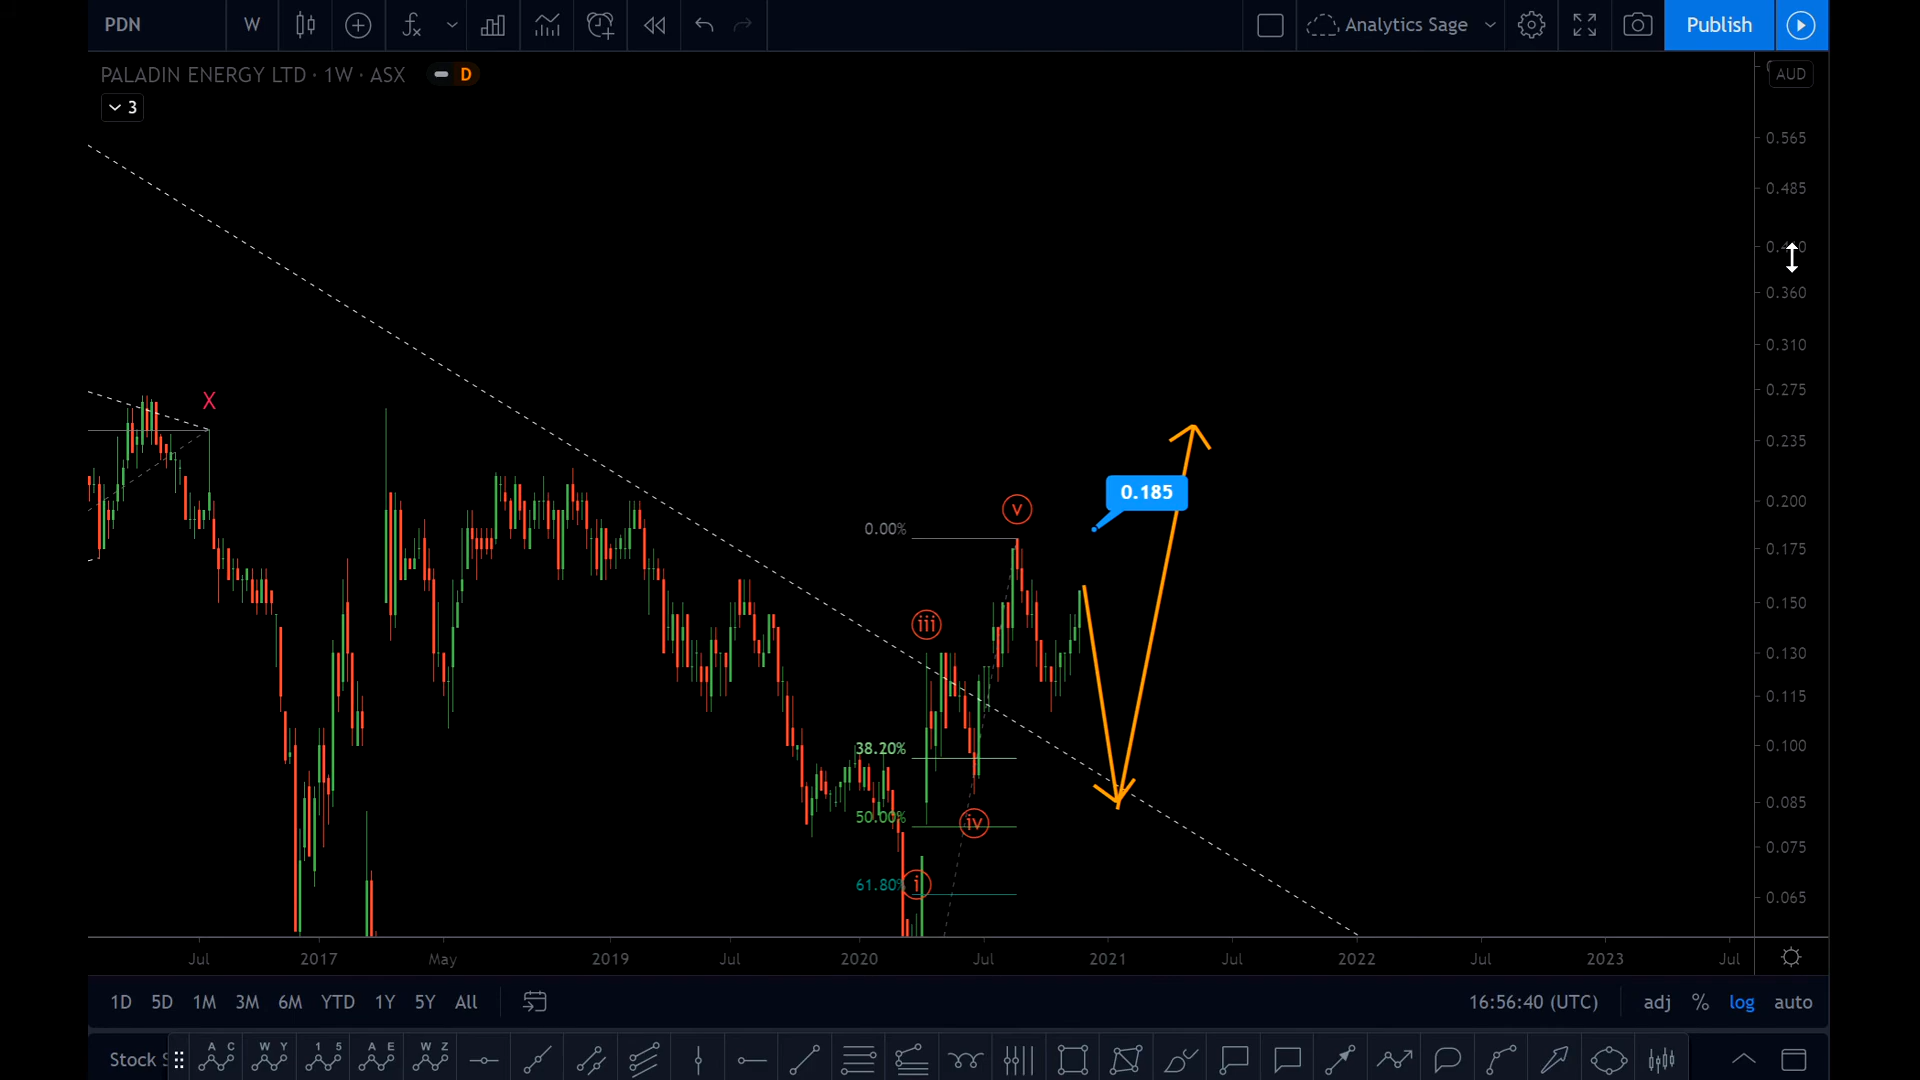 PDN W Analytics Sage Publish
PALADIN ENERGY LTD · 1W · ASX D AUD
3
0.565
0.485
0.360
0.310
X 0.275
0.235
0.185
0.200
v
0.00%
0.175
0.150
iii
0.130
0.115
38.20% 0.100
0.085
50.00% iv
0.075
61.80% i
0.065
Jul 2017 May 2019 Jul 2020 Jul 2021 Jul 2022 Jul 2023 Jul
1D 5D 1M 3M 6M YTD 1Y 5Y All 16:56:40 (UTC) adj % log auto
A C W Y 1 5 A E W Z
Stock